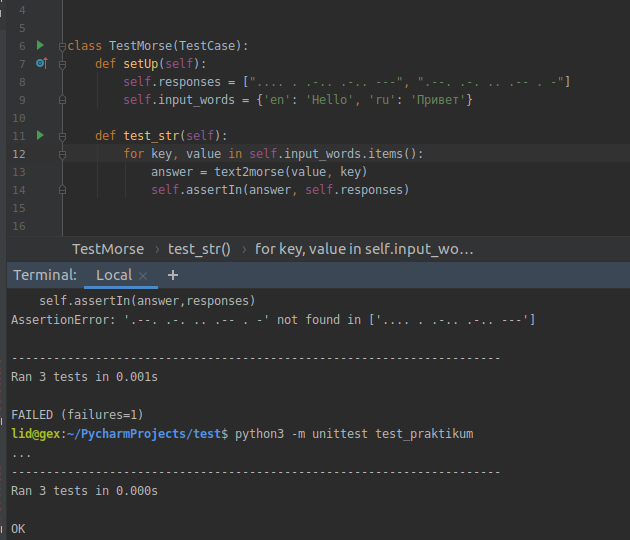 4
5
6 class TestMorse(TestCase):
7 def setUp(self):
8 self.responses = [".... . .-.. .-.. ---", ".--. .-. .. .-- . -"]
9 self.input_words = {'en': 'Hello', 'ru': 'Привет'}
10
11 def test_str(self):
12 for key, value in self.input_words.items():
13 answer = text2morse(value, key)
14 self.assertIn(answer, self.responses)
15
16
TestMorse › test_str() › for key, value in self.input_wo...
Terminal: Local × +
self.assertIn(answer,responses)
AssertionError: '.--. .-. .. .-- . -' not found in ['.... . .-.. .-.. ---']
----------------------------------------------------------------------
Ran 3 tests in 0.001s
FAILED (failures=1)
lid@gex:~/PycharmProjects/test$ python3 -m unittest test_praktikum
...
----------------------------------------------------------------------
Ran 3 tests in 0.000s
OK